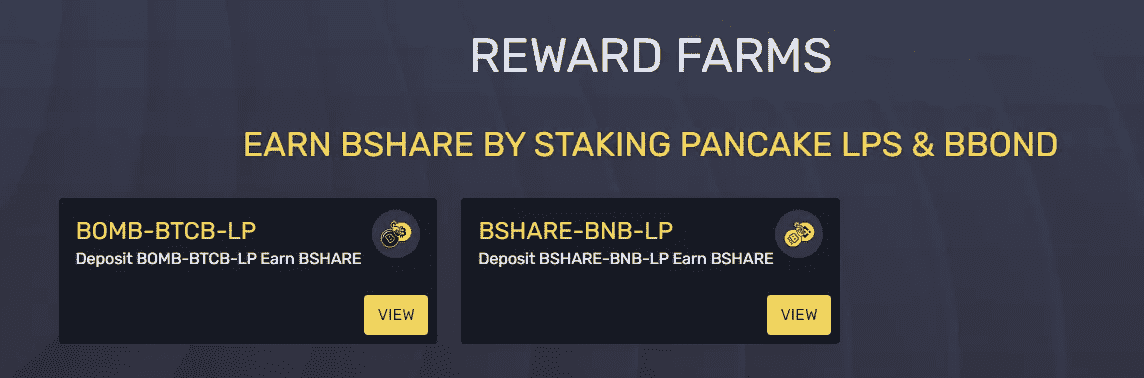 REWARD FARMS
EARN BSHARE BY STAKING PANCAKE LPS & BBOND
BOMB-BTCB-LP
Deposit BOMB-BTCB-LP Earn BSHARE
VIEW
BSHARE-BNB-LP
Deposit BSHARE-BNB-LP Earn BSHARE
VIEW